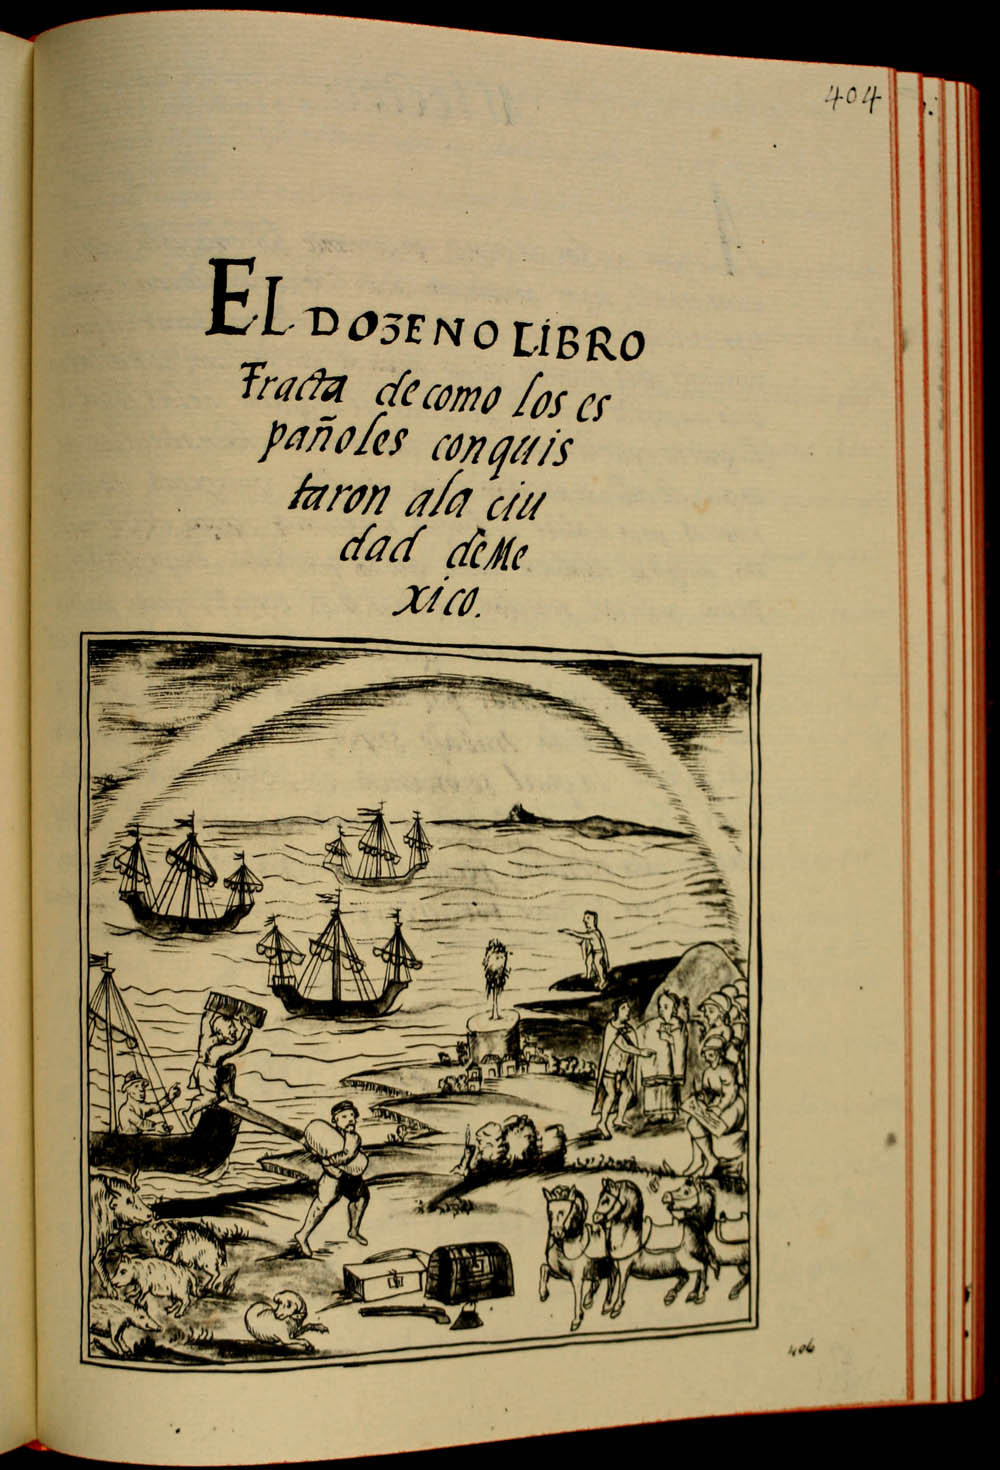 404
EL DOZENO LIBRO
Tracta de como los es
pañoles conquis
taron ala ciu
dad de Me
xico.
406